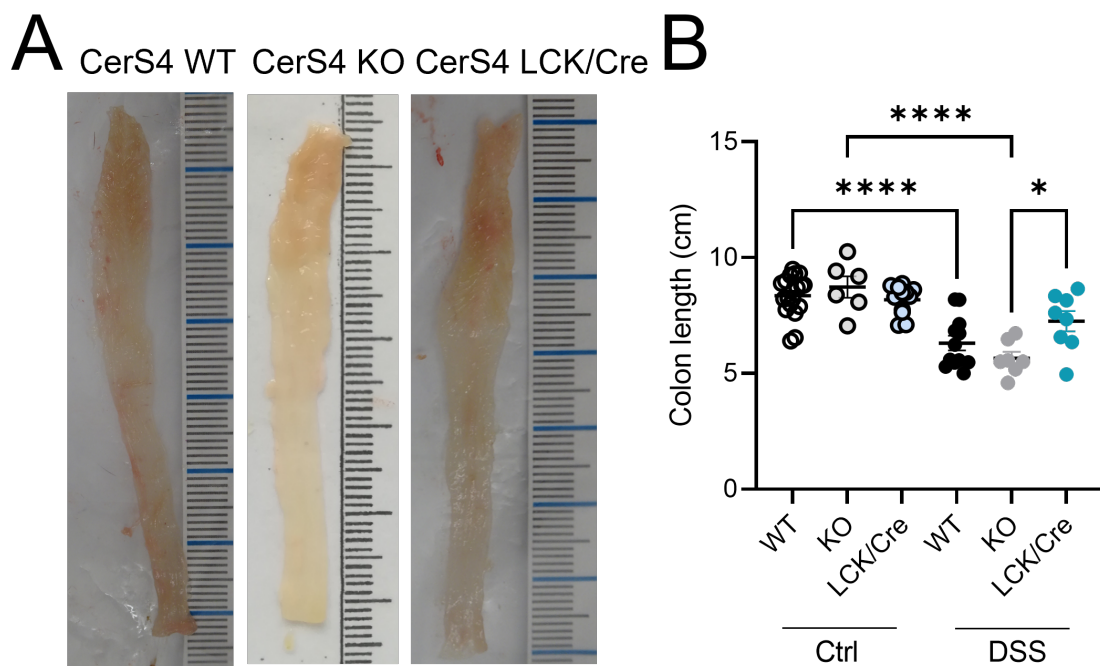 A
CerS4 WT
CerS4 KO
CerS4 LCK/Cre
B
****
****
*
Colon length (cm)
15
10
5
0
WT
KO
LCK/Cre
WT
KO
LCK/Cre
Ctrl
DSS